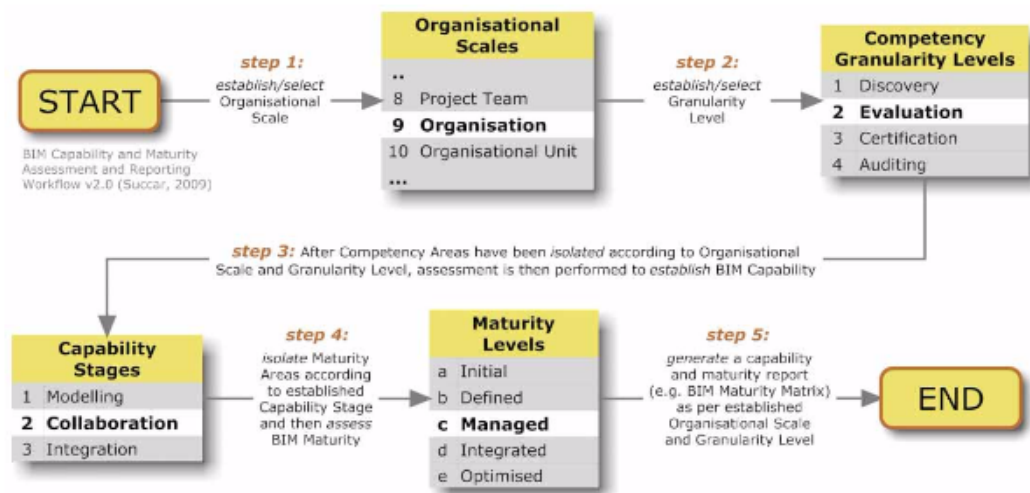 START
BIM Capability and Maturity
Assessment and Reporting
Workflow v2.0 (Succar, 2009)
step 1:
establish/select
Organisational
Scale
Organisational
Scales
..
8 Project Team
9 Organisation
10 Organisational Unit
...
step 2:
establish/select
Granularity
Level
Competency
Granularity Levels
1 Discovery
2 Evaluation
3 Certification
4 Auditing
step 3: After Competency Areas have been isolated according to Organisational
Scale and Granularity Level, assessment is then performed to establish BIM Capability
Capability
Stages
1 Modelling
2 Collaboration
3 Integration
step 4:
isolate Maturity
Areas according
to established
Capability Stage
and then assess
BIM Maturity
Maturity
Levels
a Initial
b Defined
c Managed
d Integrated
e Optimised
step 5:
generate a capability
and maturity report
(e.g. BIM Maturity Matrix)
as per established
Organisational Scale
and Granularity Level
END